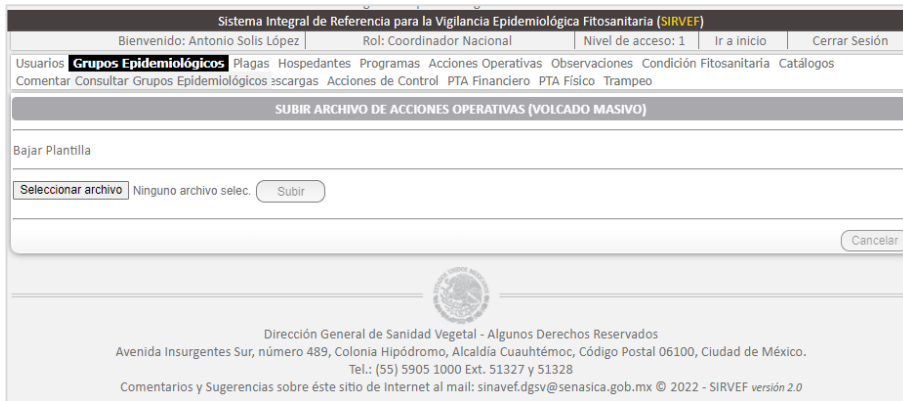 Sistema Integral de Referencia para la Vigilancia Epidemiológica Fitosanitaria (SIRVEF)
Bienvenido: Antonio Solis López Rol: Coordinador Nacional Nivel de acceso: 1 Ir a inicio Cerrar Sesión
Usuarios Grupos Epidemiológicos Plagas Hospedantes Programas Acciones Operativas Observaciones Condición Fitosanitaria Catálogos
Comentar Consultar Grupos Epidemiológicos escargas Acciones de Control PTA Financiero PTA Físico Trampeo
SUBIR ARCHIVO DE ACCIONES OPERATIVAS (VOLCADO MASIVO)
Bajar Plantilla
Seleccionar archivo Ninguno archivo selec. Subir
Cancelar
Dirección General de Sanidad Vegetal - Algunos Derechos Reservados
Avenida Insurgentes Sur, número 489, Colonia Hipódromo, Alcaldía Cuauhtémoc, Código Postal 06100, Ciudad de México.
Tel.: (55) 5905 1000 Ext. 51327 y 51328
Comentarios y Sugerencias sobre éste sitio de Internet al mail: sinavef.dgsv@senasica.gob.mx © 2022 - SIRVEF versión 2.0